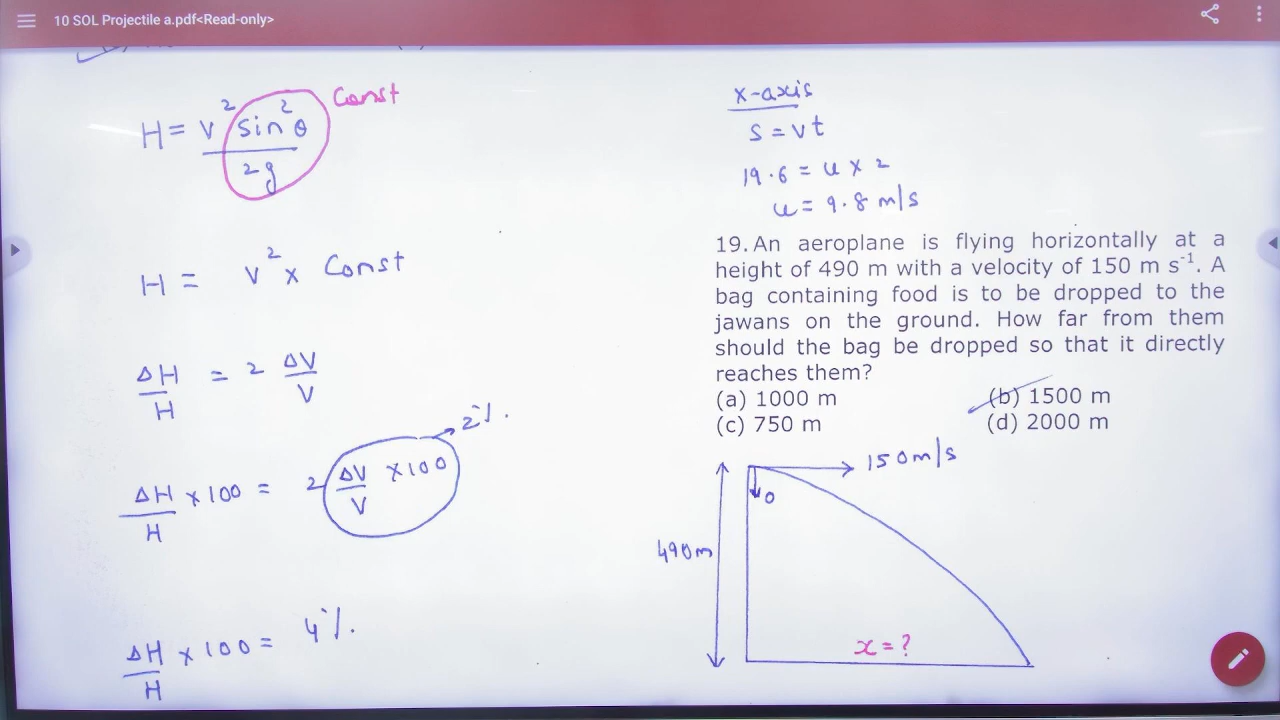 10 SOL Projectile a.pdf<Read-only>
H = v² sin²θ / 2g
Const
H = v² x Const
ΔH/H = 2 ΔV/V
ΔH/H x 100 = 2 ΔV/V x 100
2%.
ΔH/H x 100 = 4%.
x-axis
s = vt
19.6 = u x 2
u = 9.8 m/s
19. An aeroplane is flying horizontally at a
height of 490 m with a velocity of 150 m s⁻¹. A
bag containing food is to be dropped to the
jawans on the ground. How far from them
should the bag be dropped so that it directly
reaches them?
(a) 1000 m (b) 1500 m
(c) 750 m (d) 2000 m
150 m/s
0
490m
x = ?